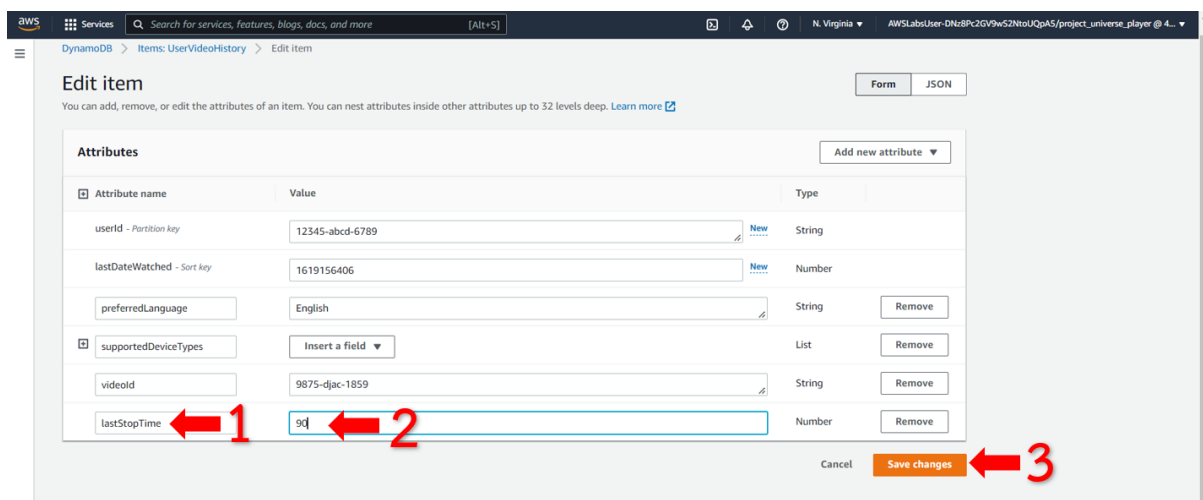 aws Services Search for services, features, blogs, docs, and more [Alt+S] N. Virginia AWSLabsUser-DNz8Pc2GV9wS2NtoUQpA5/project_universe_player @ 4...
DynamoDB > Items: UserVideoHistory > Edit item
Edit item
Form JSON
You can add, remove, or edit the attributes of an item. You can nest attributes inside other attributes up to 32 levels deep. Learn more
Attributes Add new attribute
Attribute name Value Type
userId - Partition key 12345-abcd-6789 New String
lastDateWatched - Sort key 1619156406 New Number
preferredLanguage English String Remove
supportedDeviceTypes Insert a field List Remove
videoId 9875-djac-1859 String Remove
lastStopTime 1 90 2 Number Remove
Cancel Save changes 3